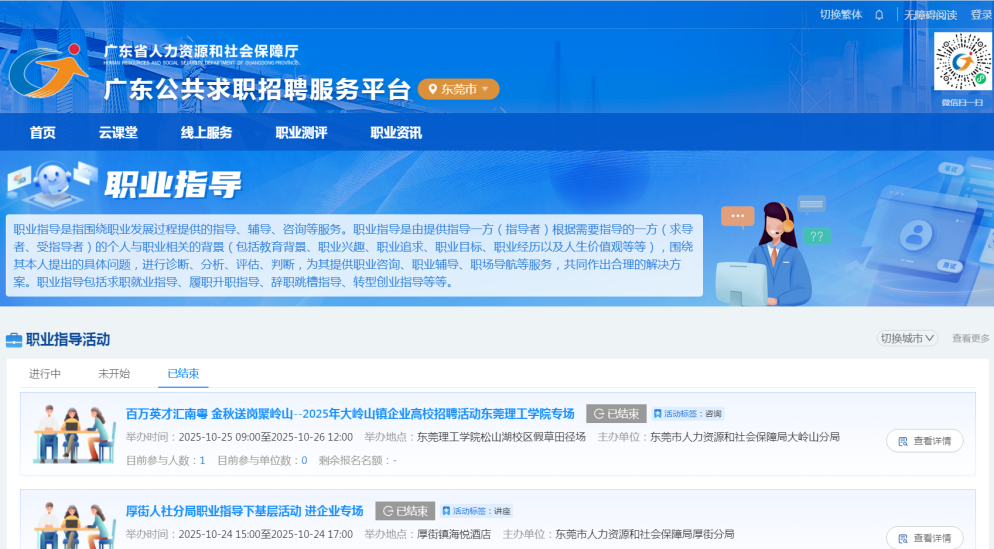 切换繁体 无障碍阅读 登录
广东省人力资源和社会保障厅
HUMAN RESOURCES AND SOCIAL SECURITY DEPARTMENT OF GUANGDONG PROVINCE
广东公共求职招聘服务平台 东莞市
微信扫一扫
首页 云课堂 线上服务 职业测评 职业资讯
职业指导
职业指导是指围绕职业发展过程提供的指导、辅导、咨询等服务。职业指导是由提供指导一方（指导者）根据需要指导的一方（求导
者、受指导者）的个人与职业相关的背景（包括教育背景、职业兴趣、职业追求、职业目标、职业经历以及人生价值观等等），围绕
其本人提出的具体问题，进行诊断、分析、评估、判断，为其提供职业咨询、职业辅导、职场导航等服务，共同作出合理的解决方
案。职业指导包括求职就业指导、履职升职指导、辞职跳槽指导、转型创业指导等等。
??
面试
职业指导活动 切换城市 查看更多
进行中 未开始 已结束
百万英才汇南粤 金秋送岗聚岭山--2025年大岭山镇企业高校招聘活动东莞理工学院专场 已结束 活动标签：咨询
举办时间：2025-10-25 09:00至2025-10-26 12:00 举办地点：东莞理工学院松山湖校区假草田径场 主办单位：东莞市人力资源和社会保障局大岭山分局
查看详情
目前参与人数：1 目前参与单位数：0 剩余报名名额：-
厚街人社分局职业指导下基层活动 进企业专场 已结束 活动标签：讲座
举办时间：2025-10-24 15:00至2025-10-24 17:00 举办地点：厚街镇海悦酒店 主办单位：东莞市人力资源和社会保障局厚街分局
查看详情